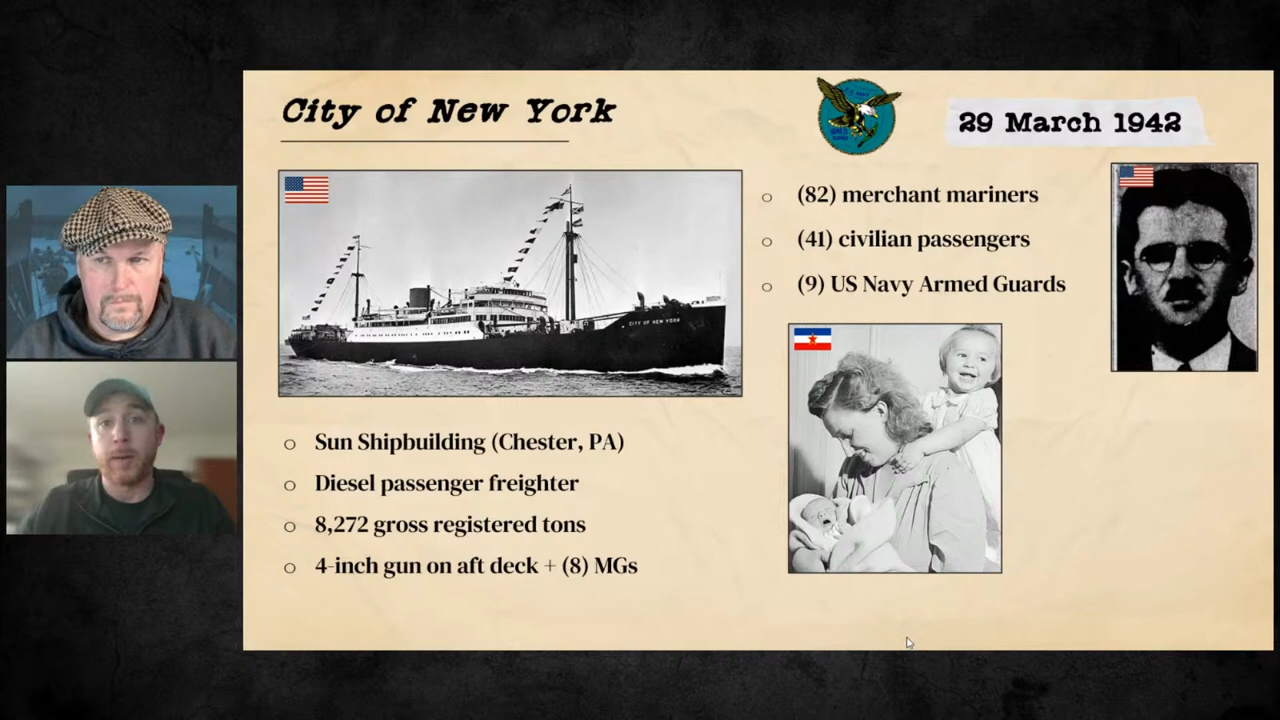 City of New York
29 March 1942
CITY OF NEW YORK
(82) merchant mariners
(41) civilian passengers
(9) US Navy Armed Guards
Sun Shipbuilding (Chester, PA)
Diesel passenger freighter
8,272 gross registered tons
4-inch gun on aft deck + (8) MGs